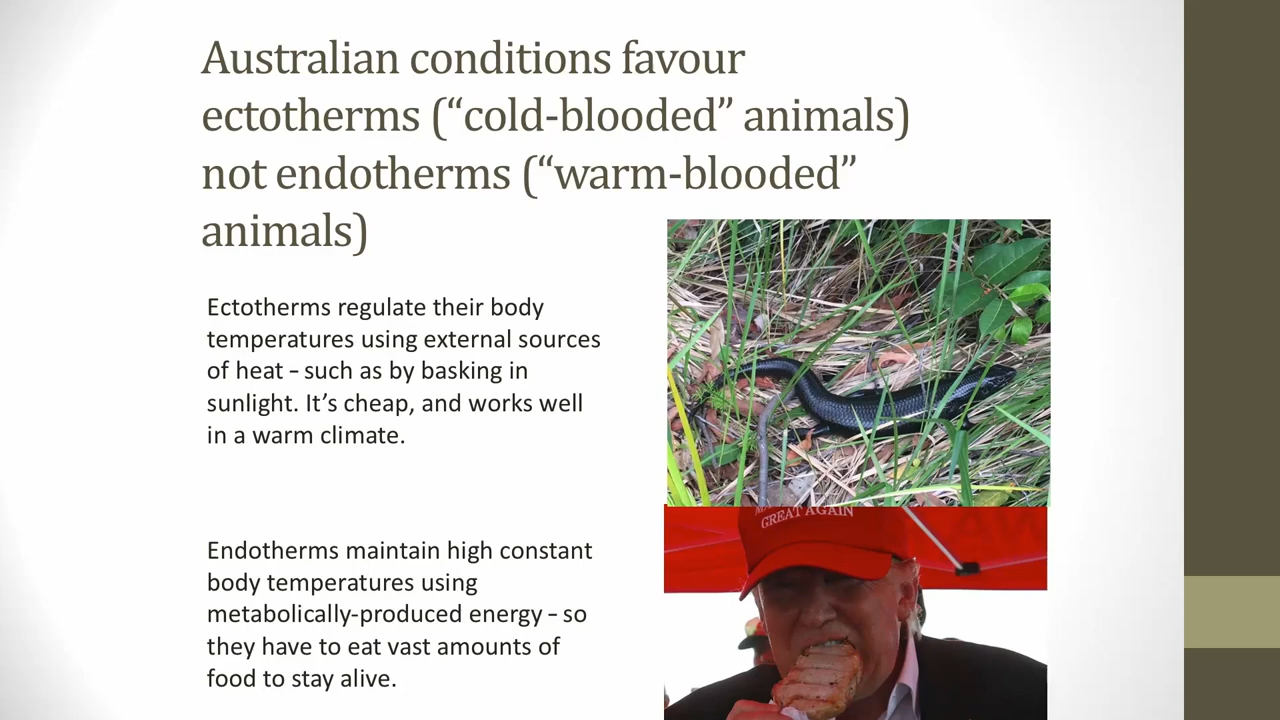 Australian conditions favour
ectotherms (“cold-blooded” animals)
not endotherms (“warm-blooded”
animals)
Ectotherms regulate their body
temperatures using external sources
of heat – such as by basking in
sunlight. It’s cheap, and works well
in a warm climate.
GREAT AGAIN
Endotherms maintain high constant
body temperatures using
metabolically-produced energy – so
they have to eat vast amounts of
food to stay alive.